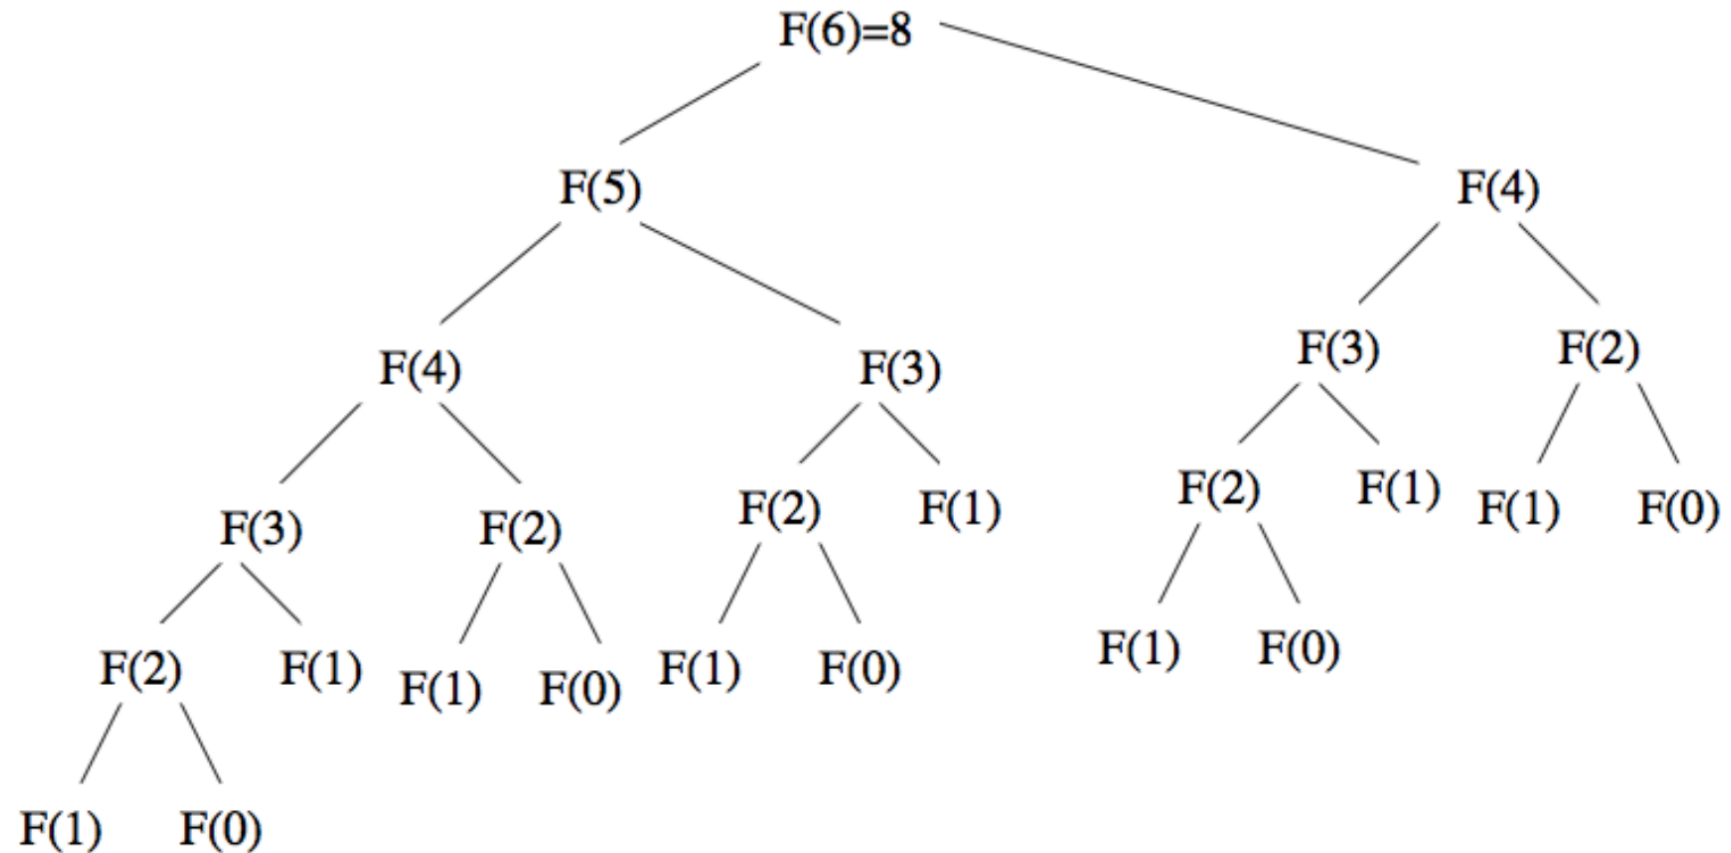 F(6)=8
F(5) F(4)
F(4) F(3) F(3) F(2)
F(3) F(2) F(2) F(1) F(2) F(1) F(1) F(0)
F(2) F(1) F(1) F(0) F(1) F(0) F(1) F(0)
F(1) F(0)